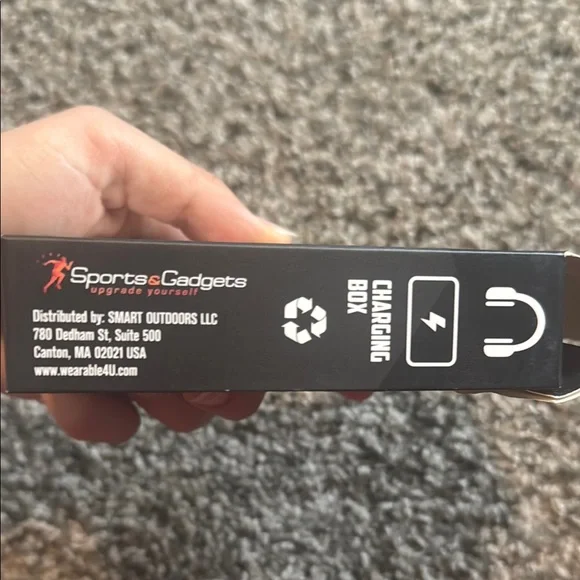 Sports&Gadgets
upgrade yourself
Distributed by: SMART OUTDOORS LLC
780 Dedham St, Suite 500
Canton, MA 02021 USA
www.wearable4U.com
CHARGING
BOX